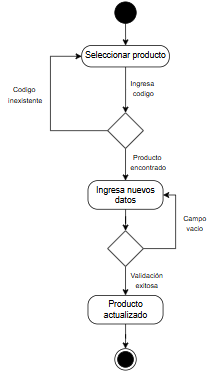 Seleccionar producto
Codigo
inexistente
Ingresa
codigo
Producto
encontrado
Ingresa nuevos
datos
Campo
vacio
Validación
exitosa
Producto
actualizado